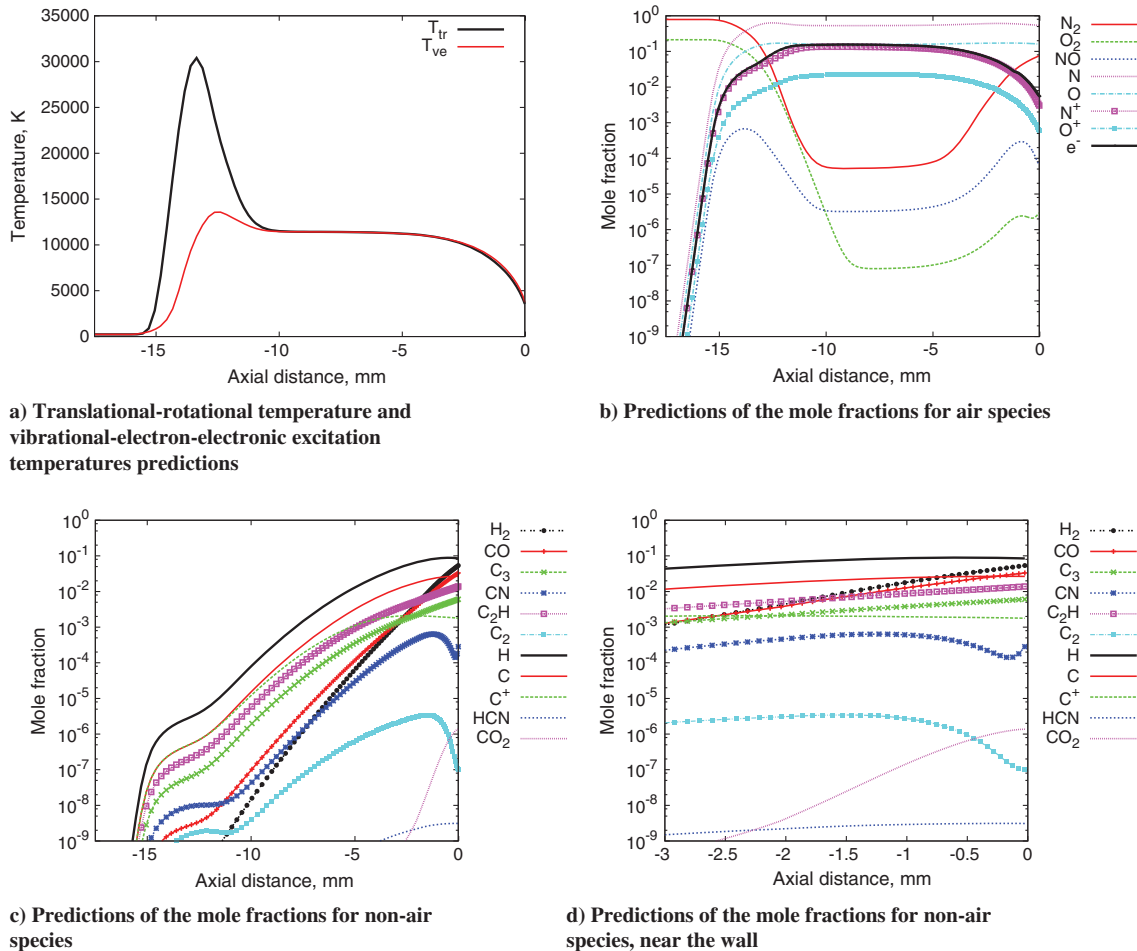 35000
30000
25000
20000
15000
10000
5000
0
Temperature, K
-15
-10
-5
0
Axial distance, mm
T_tr
T_ve
a) Translational-rotational temperature and
vibrational-electron-electronic excitation
temperatures predictions
10^0
10^-1
10^-2
10^-3
10^-4
10^-5
10^-6
10^-7
10^-8
10^-9
Mole fraction
-15
-10
-5
0
Axial distance, mm
N_2
O_2
NO
N
O
N^+
O^+
e^-
b) Predictions of the mole fractions for air species
10^0
10^-1
10^-2
10^-3
10^-4
10^-5
10^-6
10^-7
10^-8
10^-9
Mole fraction
-15
-10
-5
0
Axial distance, mm
H_2
CO
C_3
CN
C_2H
C_2
H
C
C^+
HCN
CO_2
c) Predictions of the mole fractions for non-air
species
10^0
10^-1
10^-2
10^-3
10^-4
10^-5
10^-6
10^-7
10^-8
10^-9
Mole fraction
-3
-2.5
-2
-1.5
-1
-0.5
0
Axial distance, mm
H_2
CO
C_3
CN
C_2H
C_2
H
C
C^+
HCN
CO_2
d) Predictions of the mole fractions for non-air
species, near the wall